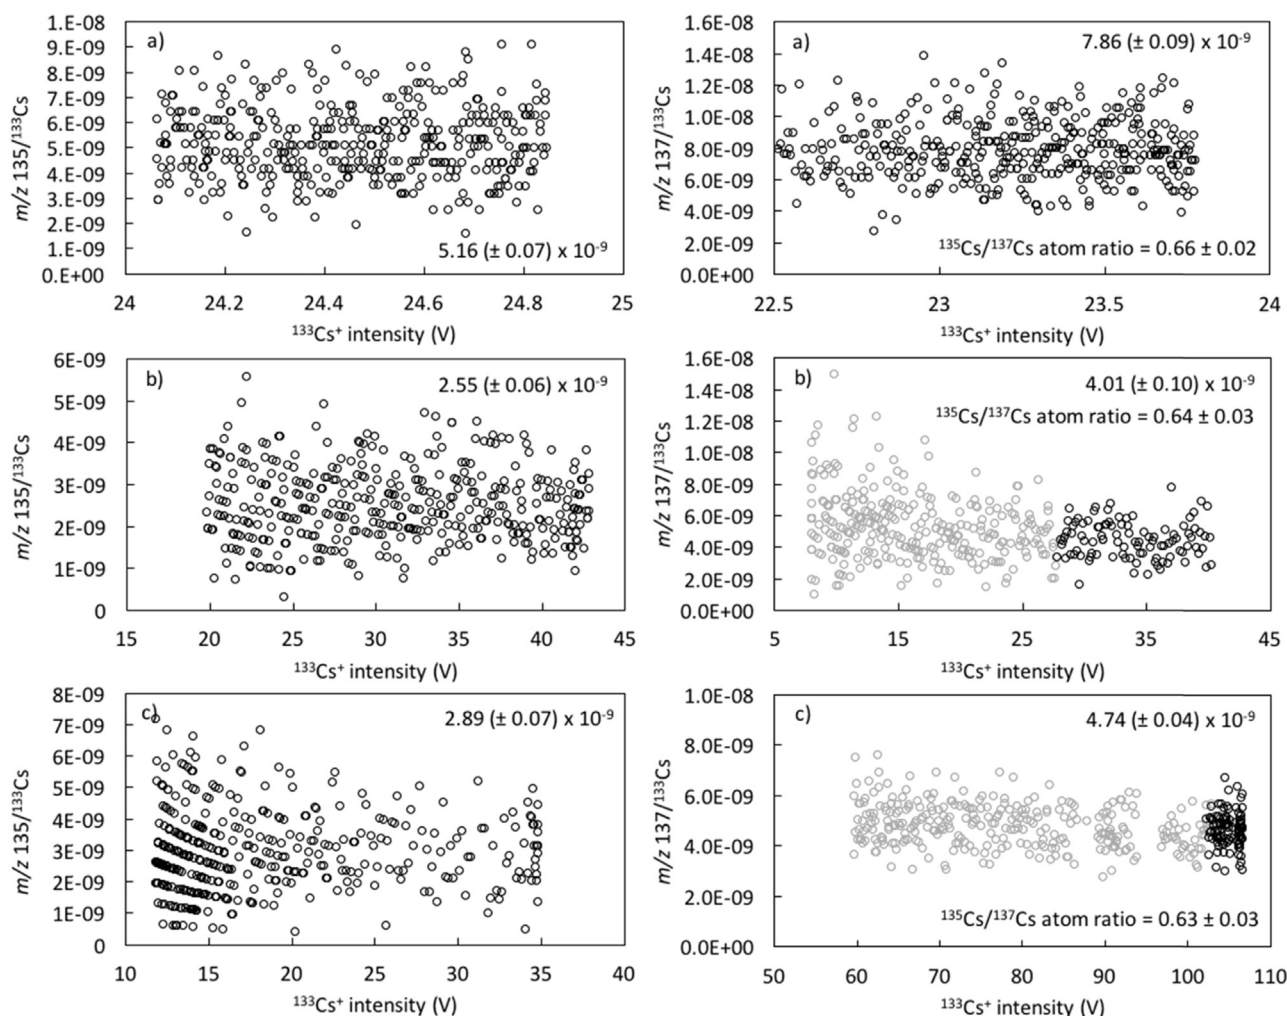 a)
1.E-08
9.E-09
8.E-09
7.E-09
6.E-09
5.E-09
4.E-09
3.E-09
2.E-09
1.E-09
0.E+00
m/z 135/¹³³Cs
5.16 (± 0.07) x 10⁻⁹
24 24.2 24.4 24.6 24.8 25
¹³³Cs⁺ intensity (V)
a)
7.86 (± 0.09) x 10⁻⁹
1.6E-08
1.4E-08
1.2E-08
1.0E-08
8.0E-09
6.0E-09
4.0E-09
2.0E-09
0.0E+00
m/z 137/¹³³Cs
¹³⁵Cs/¹³⁷Cs atom ratio = 0.66 ± 0.02
22.5 23 23.5 24
¹³³Cs⁺ intensity (V)
b)
2.55 (± 0.06) x 10⁻⁹
6E-09
5E-09
4E-09
3E-09
2E-09
1E-09
0
m/z 135/¹³³Cs
15 20 25 30 35 40 45
¹³³Cs⁺ intensity (V)
b)
4.01 (± 0.10) x 10⁻⁹
¹³⁵Cs/¹³⁷Cs atom ratio = 0.64 ± 0.03
1.6E-08
1.4E-08
1.2E-08
1.0E-08
8.0E-09
6.0E-09
4.0E-09
2.0E-09
0.0E+00
m/z 137/¹³³Cs
5 15 25 35 45
¹³³Cs⁺ intensity (V)
c)
2.89 (± 0.07) x 10⁻⁹
8E-09
7E-09
6E-09
5E-09
4E-09
3E-09
2E-09
1E-09
0
m/z 135/¹³³Cs
10 15 20 25 30 35 40
¹³³Cs⁺ intensity (V)
c)
4.74 (± 0.04) x 10⁻⁹
1.0E-08
8.0E-09
6.0E-09
4.0E-09
2.0E-09
0.0E+00
m/z 137/¹³³Cs
¹³⁵Cs/¹³⁷Cs atom ratio = 0.63 ± 0.03
50 60 70 80 90 100 110
¹³³Cs⁺ intensity (V)